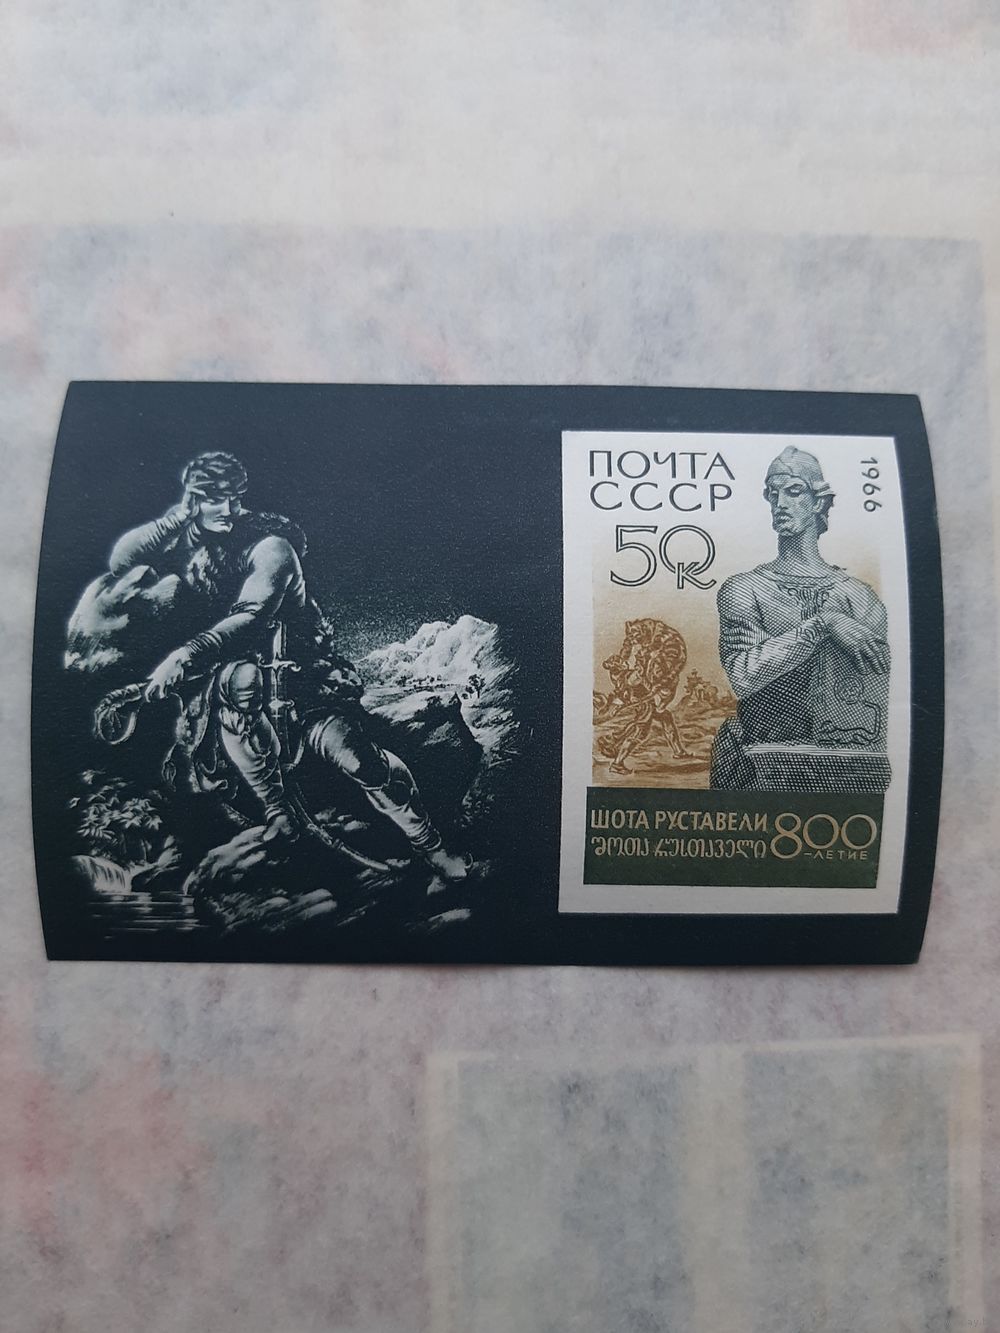 ПОЧТА
СССР
50к
1966
ШОТА РУСТАВЕЛИ
შოთა რუსთაველი
800
-ЛЕТИЕ